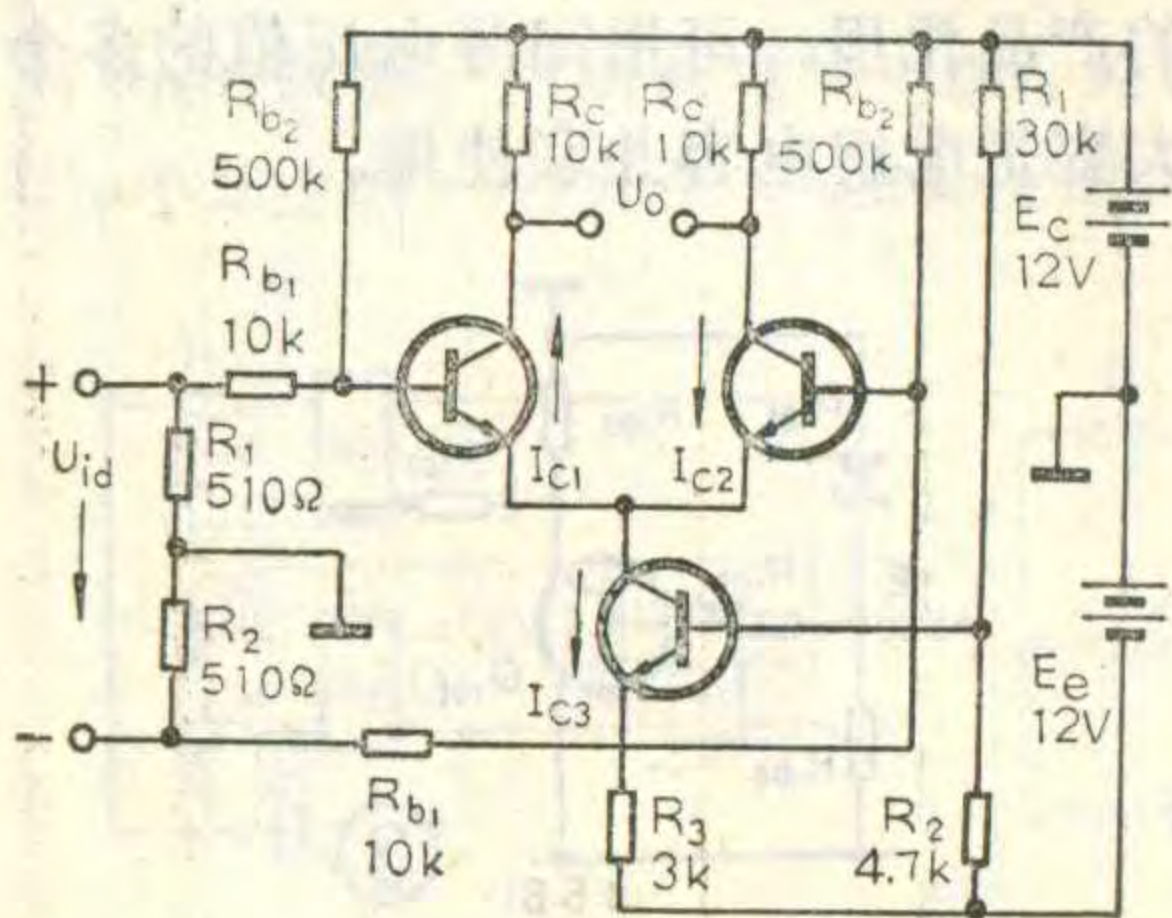 Rb2
500k
Rc
10k
Rc
10k
Rb2
500k
R1
30k
Uo
Ec
12V
Rb1
10k
+
R1
510Ω
Uid
IC1
IC2
R2
510Ω
IC3
Ee
12V
−
Rb1
10k
R3
3k
R2
4.7k